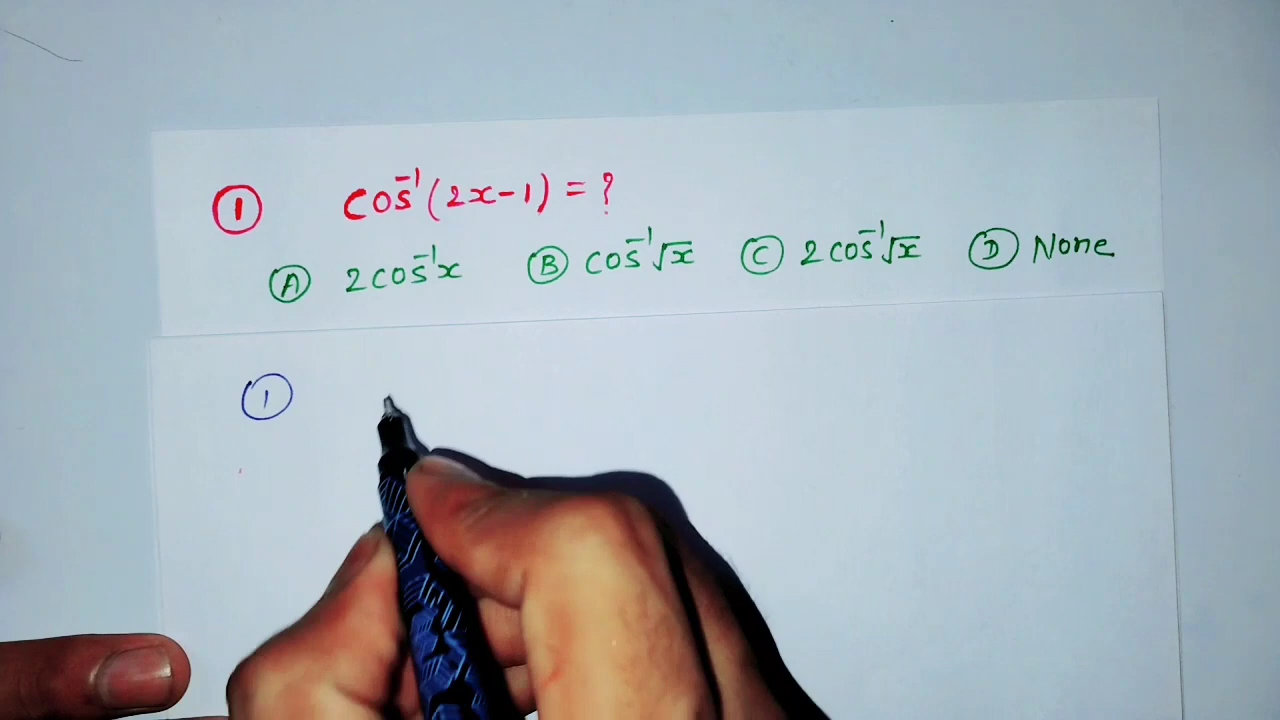 ① cos⁻¹(2x-1) = ?
Ⓐ 2cos⁻¹x Ⓑ cos⁻¹√x Ⓒ 2cos⁻¹√x Ⓓ None
①